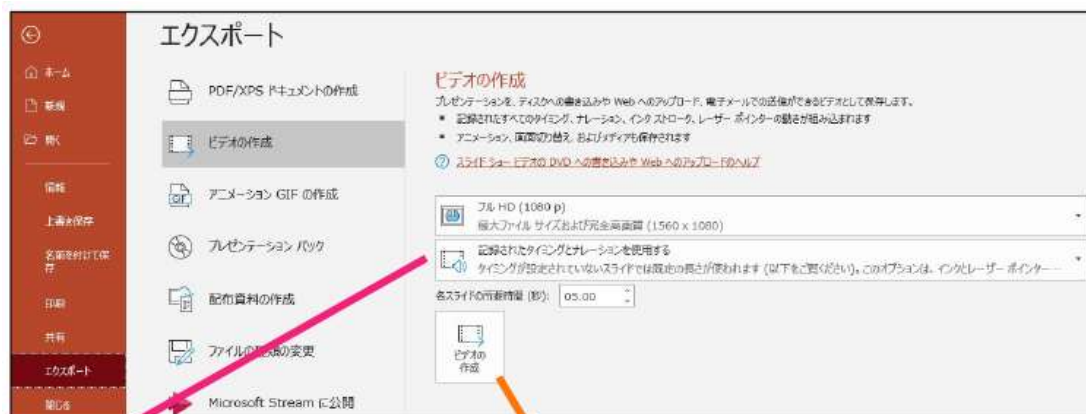 エクスポート
ホーム
新規
開く
情報
上書き保存
名前を付けて保
存
印刷
共有
エクスポート
閉じる
PDF/XPS ドキュメントの作成
ビデオの作成
アニメーション GIF の作成
プレゼンテーション パック
配布資料の作成
ファイルの種類の変更
Microsoft Stream に公開
ビデオの作成
プレゼンテーションを、ディスクへの書き込みや Web へのアップロード、電子メールでの送信ができるビデオとして保存します。
▪ 記録されたすべてのタイミング、ナレーション、インク ストローク、レーザー ポインターの動きが組み込まれます
▪ アニメーション、画面切り替え、およびメディアも保存されます
スライド ショー ビデオの DVD への書き込みや Web へのアップロードのヘルプ
フル HD (1080 p)
最大ファイル サイズおよび完全高画質 (1560 x 1080)
記録されたタイミングとナレーションを使用する
タイミングが設定されていないスライドでは既定の長さが使われます (以下をご覧ください)。このオプションは、インクとレーザー ポインター…
各スライドの所要時間 (秒): 05.00
ビデオの
作成